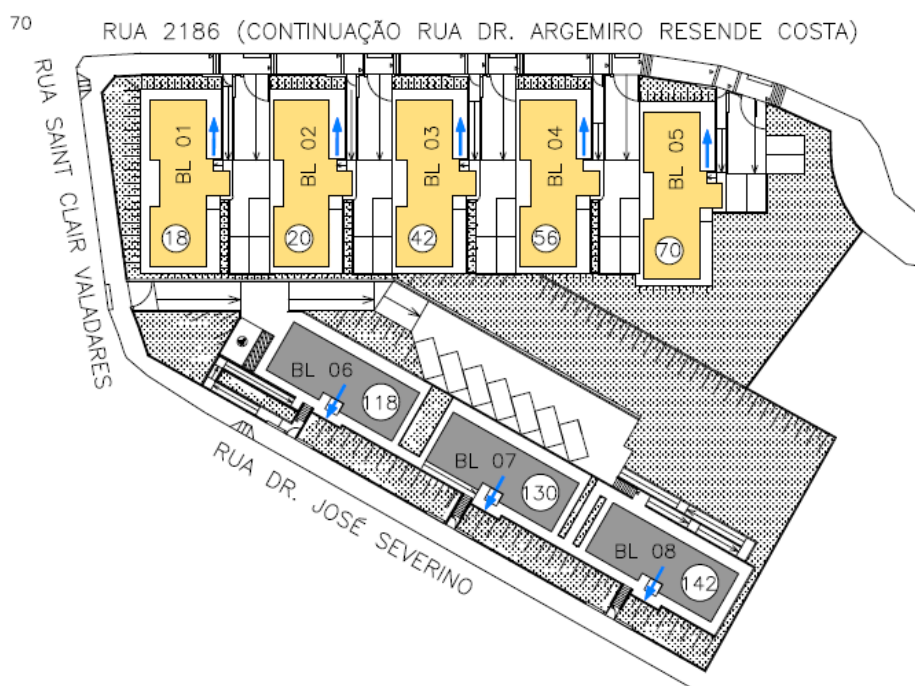 70
RUA 2186 (CONTINUAÇÃO RUA DR. ARGEMIRO RESENDE COSTA)
RUA SAINT CLAIR VALADARES
BL 01
BL 02
BL 03
BL 04
BL 05
18
20
42
56
70
BL 06
118
BL 07
130
BL 08
142
RUA DR. JOSÉ SEVERINO